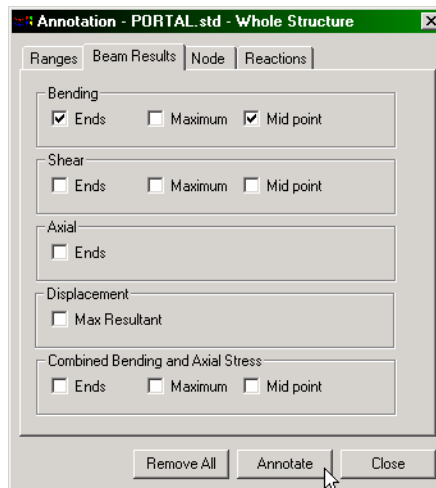 Annotation - PORTAL.std - Whole Structure
Ranges Beam Results Node Reactions
Bending
Ends Maximum Mid point
Shear
Ends Maximum Mid point
Axial
Ends
Displacement
Max Resultant
Combined Bending and Axial Stress
Ends Maximum Mid point
Remove All Annotate Close